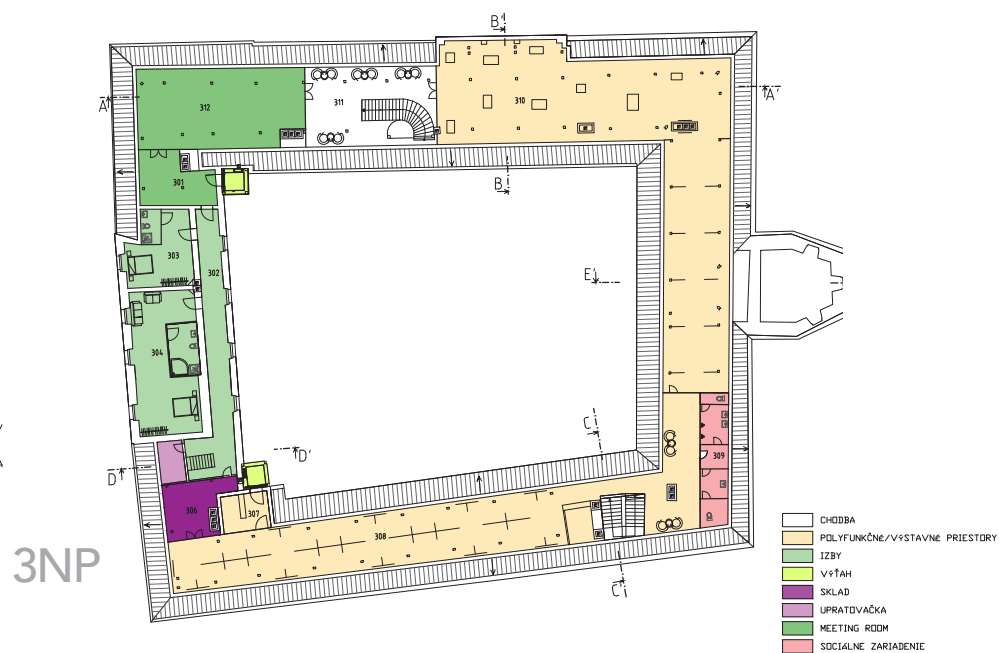 B'
A
A'
312
311
310
301
B
303
302
E'
304
C
D
D'
306
307
309
308
3NP
C'
CHODBA
POLYFUNKČNÉ/VÝSTAVNÉ PRIESTORY
IZBY
VÝŤAH
SKLAD
UPRATOVAČKA
MEETING ROOM
SOCIÁLNE ZARIADENIE